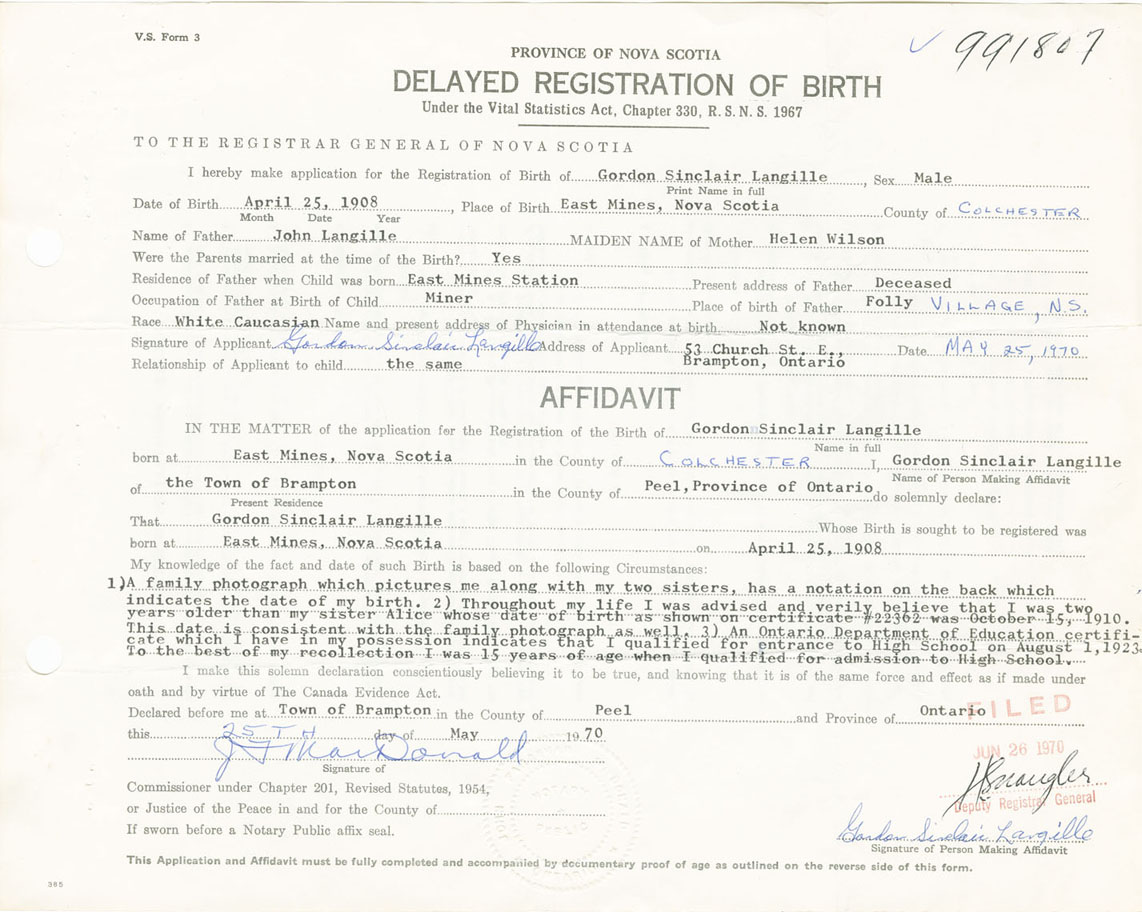 V.S. Form 3
✓ 991807
PROVINCE OF NOVA SCOTIA
DELAYED REGISTRATION OF BIRTH
Under the Vital Statistics Act, Chapter 330, R. S. N. S. 1967
TO THE REGISTRAR GENERAL OF NOVA SCOTIA
I hereby make application for the Registration of Birth of Gordon Sinclair Langille, Sex Male
Print Name in full
Date of Birth April 25, 1908, Place of Birth East Mines, Nova Scotia County of COLCHESTER
Month Date Year
Name of Father John Langille MAIDEN NAME of Mother Helen Wilson
Were the Parents married at the time of the Birth? Yes
Residence of Father when Child was born East Mines Station Present address of Father Deceased
Occupation of Father at Birth of Child Miner Place of birth of Father Folly VILLAGE, N.S.
Race White Caucasian Name and present address of Physician in attendance at birth Not known
Signature of Applicant Gordon Sinclair Langille Address of Applicant 53 Church St. E., Date MAY 25, 1970
Relationship of Applicant to child the same Brampton, Ontario
AFFIDAVIT
IN THE MATTER of the application for the Registration of the Birth of Gordon Sinclair Langille
Name in full
born at East Mines, Nova Scotia in the County of COLCHESTER I, Gordon Sinclair Langille
Name of Person Making Affidavit
of the Town of Brampton in the County of Peel, Province of Ontario do solemnly declare:
Present Residence
That Gordon Sinclair Langille Whose Birth is sought to be registered was
born at East Mines, Nova Scotia on April 25, 1908
My knowledge of the fact and date of such Birth is based on the following Circumstances:
1) A family photograph which pictures me along with my two sisters, has a notation on the back which
indicates the date of my birth. 2) Throughout my life I was advised and verily believe that I was two
years older than my sister Alice whose date of birth as shown on certificate #22362 was October 15, 1910.
This date is consistent with the family photograph as well. 3) An Ontario Department of Education certifi-
cate which I have in my possession indicates that I qualified for entrance to High School on August 1,1923.
To the best of my recollection I was 15 years of age when I qualified for admission to High School.
I make this solemn declaration conscientiously believing it to be true, and knowing that it is of the same force and effect as if made under
oath and by virtue of The Canada Evidence Act.
Declared before me at Town of Brampton in the County of Peel and Province of Ontario
FILED
this 25TH day of May 1970
JUN 26 1970
J F MacDonald
Signature of
Deputy Registrar General
Commissioner under Chapter 201, Revised Statutes, 1954,
or Justice of the Peace in and for the County of
If sworn before a Notary Public affix seal.
Gordon Sinclair Langille
Signature of Person Making Affidavit
This Application and Affidavit must be fully completed and accompanied by documentary proof of age as outlined on the reverse side of this form.
385